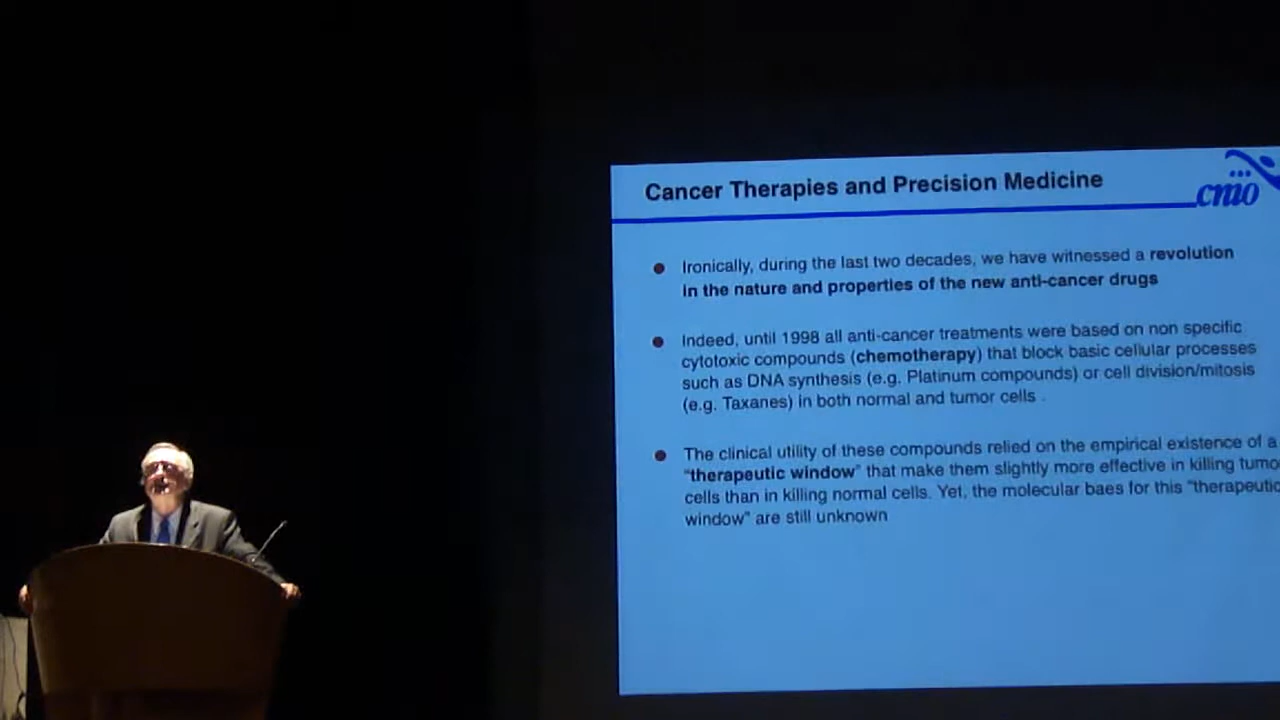 Cancer Therapies and Precision Medicine
cnio
Ironically, during the last two decades, we have witnessed a revolution
in the nature and properties of the new anti-cancer drugs
Indeed, until 1998 all anti-cancer treatments were based on non specific
cytotoxic compounds (chemotherapy) that block basic cellular processes
such as DNA synthesis (e.g. Platinum compounds) or cell division/mitosis
(e.g. Taxanes) in both normal and tumor cells .
The clinical utility of these compounds relied on the empirical existence of a
"therapeutic window" that make them slightly more effective in killing tumo
cells than in killing normal cells. Yet, the molecular baes for this "therapeutic
window" are still unknown